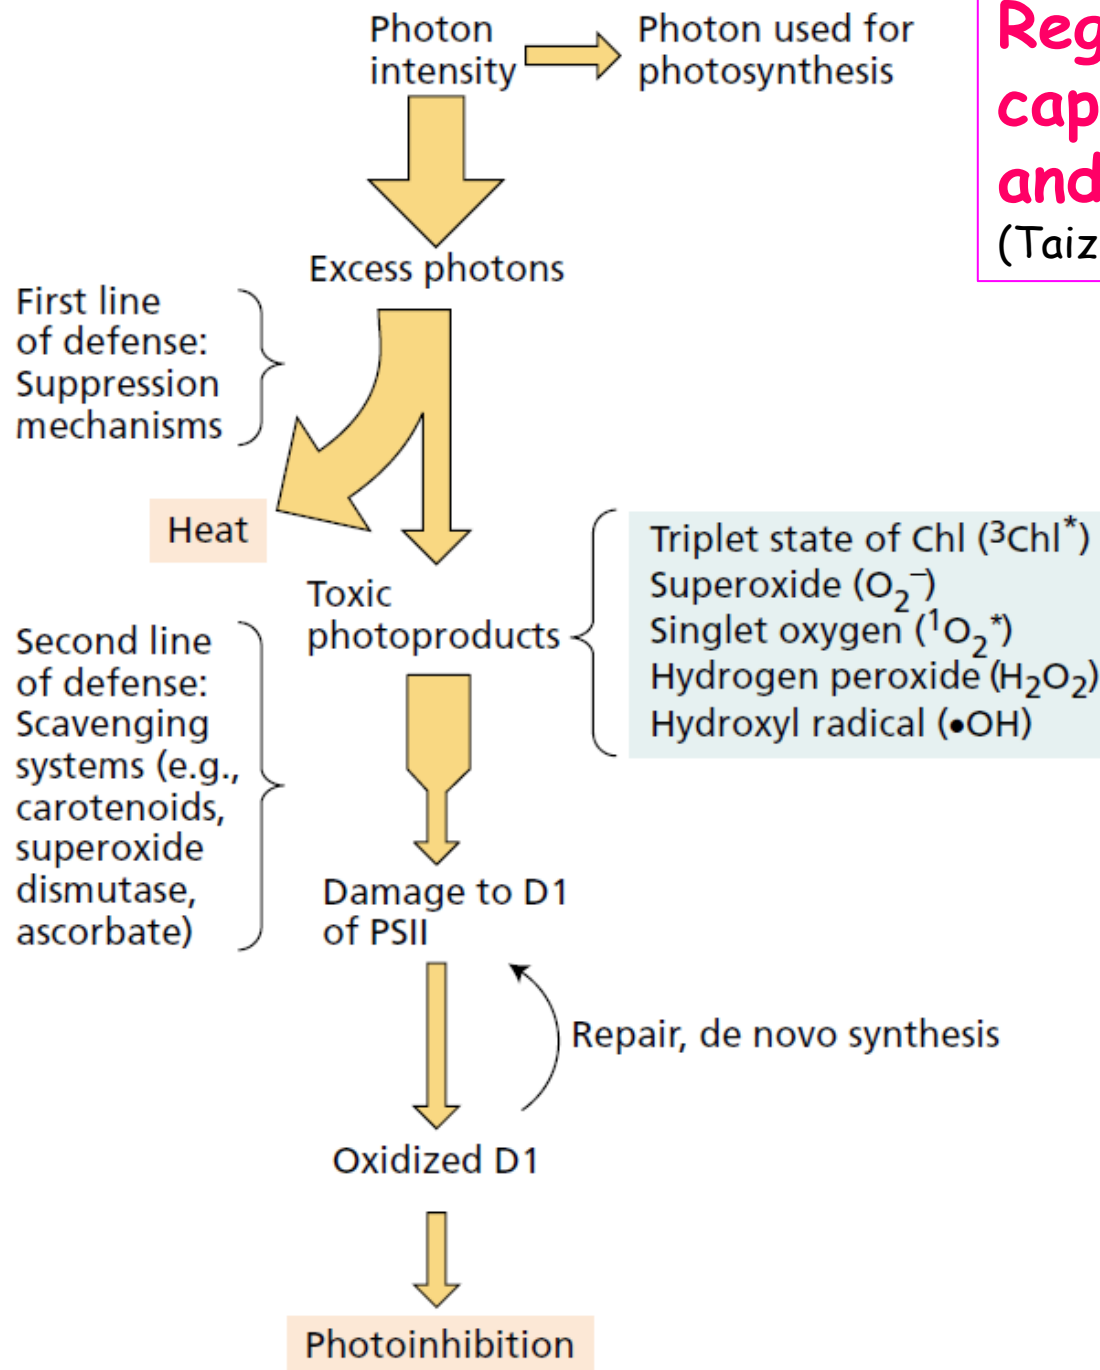 Photon
intensity
Photon used for
photosynthesis
Excess photons
First line
of defense:
Suppression
mechanisms
Heat
Toxic
photoproducts
Triplet state of Chl (³Chl*)
Superoxide (O₂⁻)
Singlet oxygen (¹O₂*)
Hydrogen peroxide (H₂O₂)
Hydroxyl radical (•OH)
Second line
of defense:
Scavenging
systems (e.g.,
carotenoids,
superoxide
dismutase,
ascorbate)
Damage to D1
of PSII
Repair, de novo synthesis
Oxidized D1
Photoinhibition
and
(Taiz